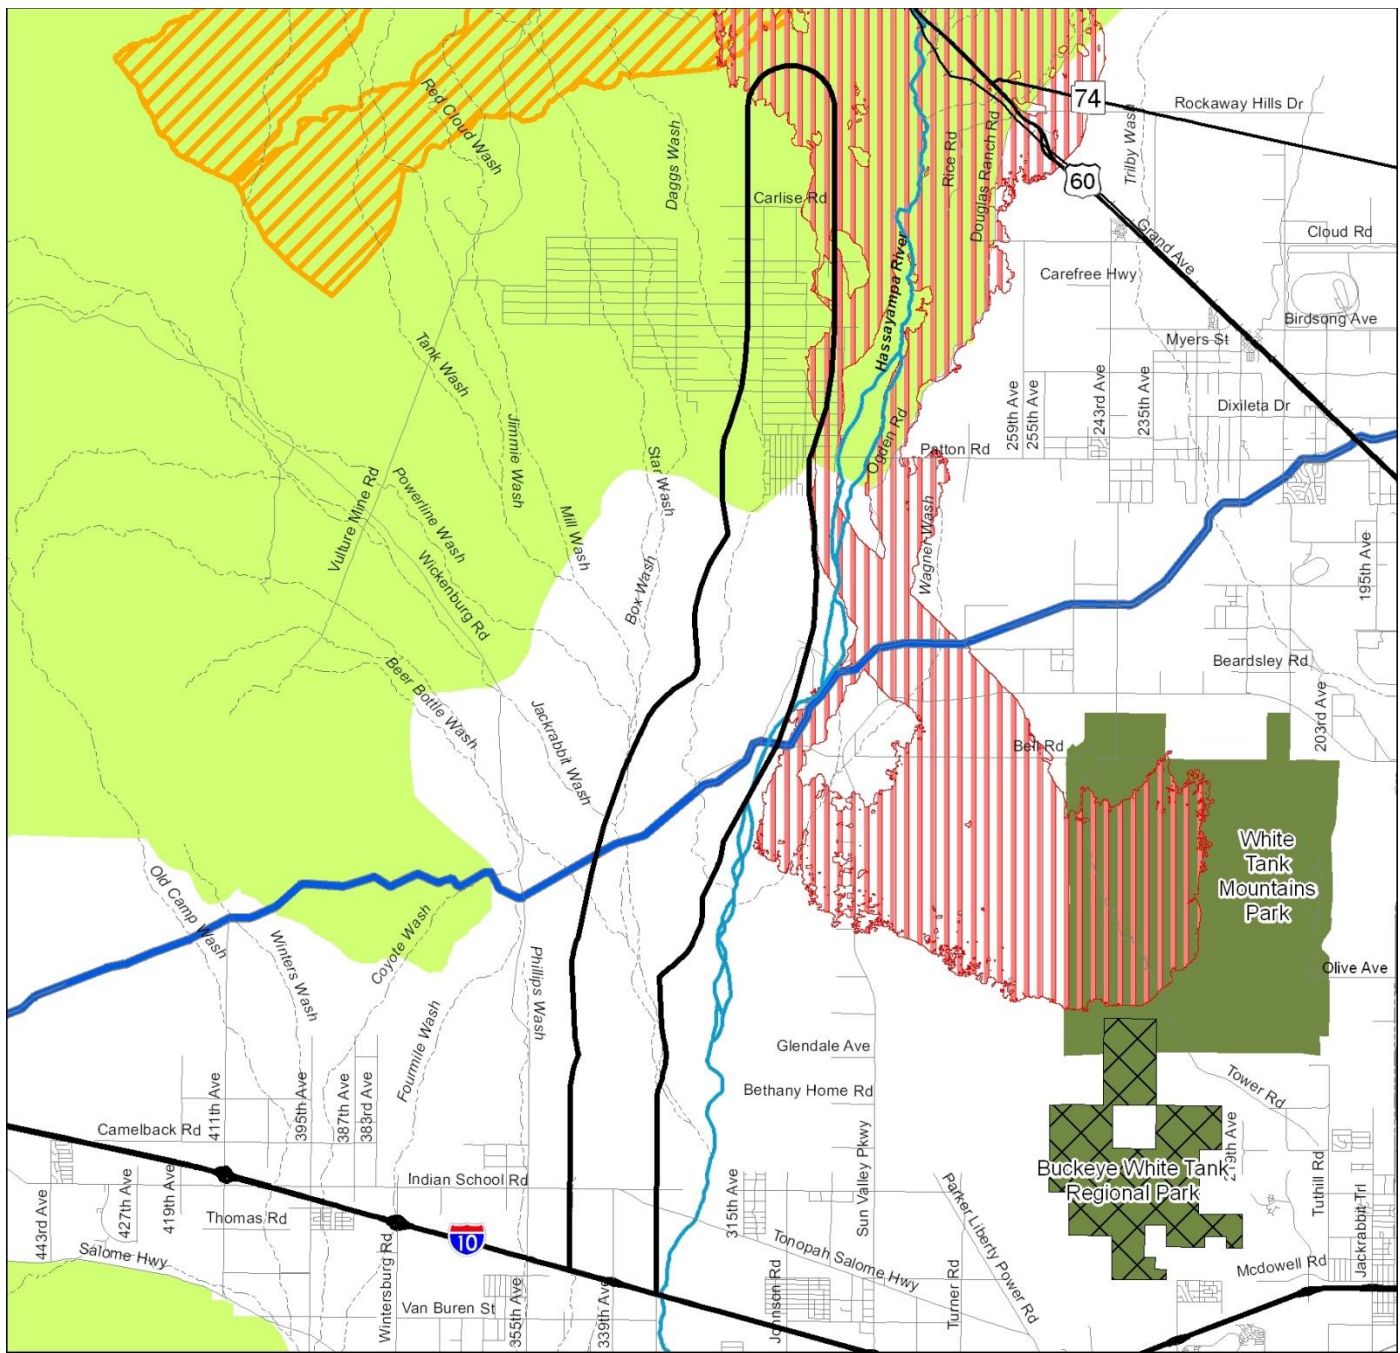 74
Rockaway Hills Dr
Red Cloud Wash
Daggs Wash
Rice Rd
Douglas Ranch Rd
Trilby Wash
60
Carlise Rd
Grand Ave
Cloud Rd
Hassayampa River
Carefree Hwy
Birdsong Ave
Myers St
Tank Wash
259th Ave
255th Ave
243rd Ave
235th Ave
Dixileta Dr
Jimmie Wash
Ogden Rd
Patton Rd
Star Wash
Vulture Mine Rd
Powerline Wash
Mill Wash
Wagner Wash
195th Ave
Wickenburg Rd
Box Wash
Beardsley Rd
Beer Bottle Wash
Jackrabbit Wash
203rd Ave
Bell Rd
White
Tank
Mountains
Park
Old Camp Wash
Winters Wash
Coyote Wash
Phillips Wash
Olive Ave
Fourmile Wash
Glendale Ave
Bethany Home Rd
Tower Rd
411th Ave
395th Ave
387th Ave
383rd Ave
Camelback Rd
Sun Valley Pkwy
Buckeye White Tank
Regional Park
Indian School Rd
443rd Ave
427th Ave
419th Ave
Thomas Rd
315th Ave
Parker Liberty Power Rd
Tuthill Rd
Jackrabbit Trl
10
Salome Hwy
Tonopah Salome Hwy
Mcdowell Rd
Wintersburg Rd
Van Buren St
355th Ave
339th Ave
Johnson Rd
Turner Rd